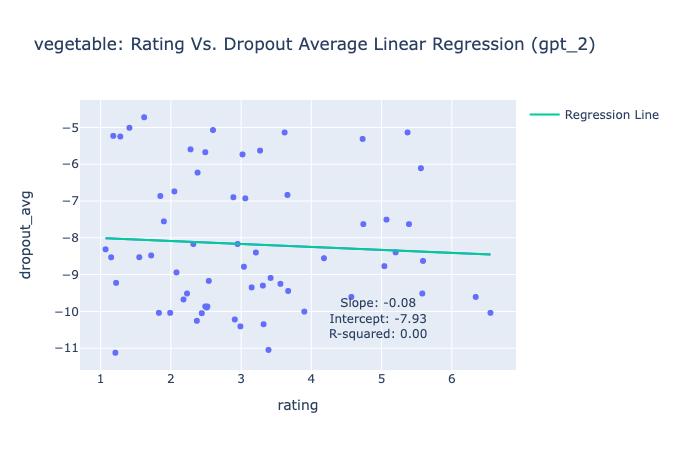 vegetable: Rating Vs. Dropout Average Linear Regression (gpt_2)
Regression Line
dropout_avg
−5
−6
−7
−8
−9
−10
−11
Slope: -0.08
Intercept: -7.93
R-squared: 0.00
1 2 3 4 5 6
rating